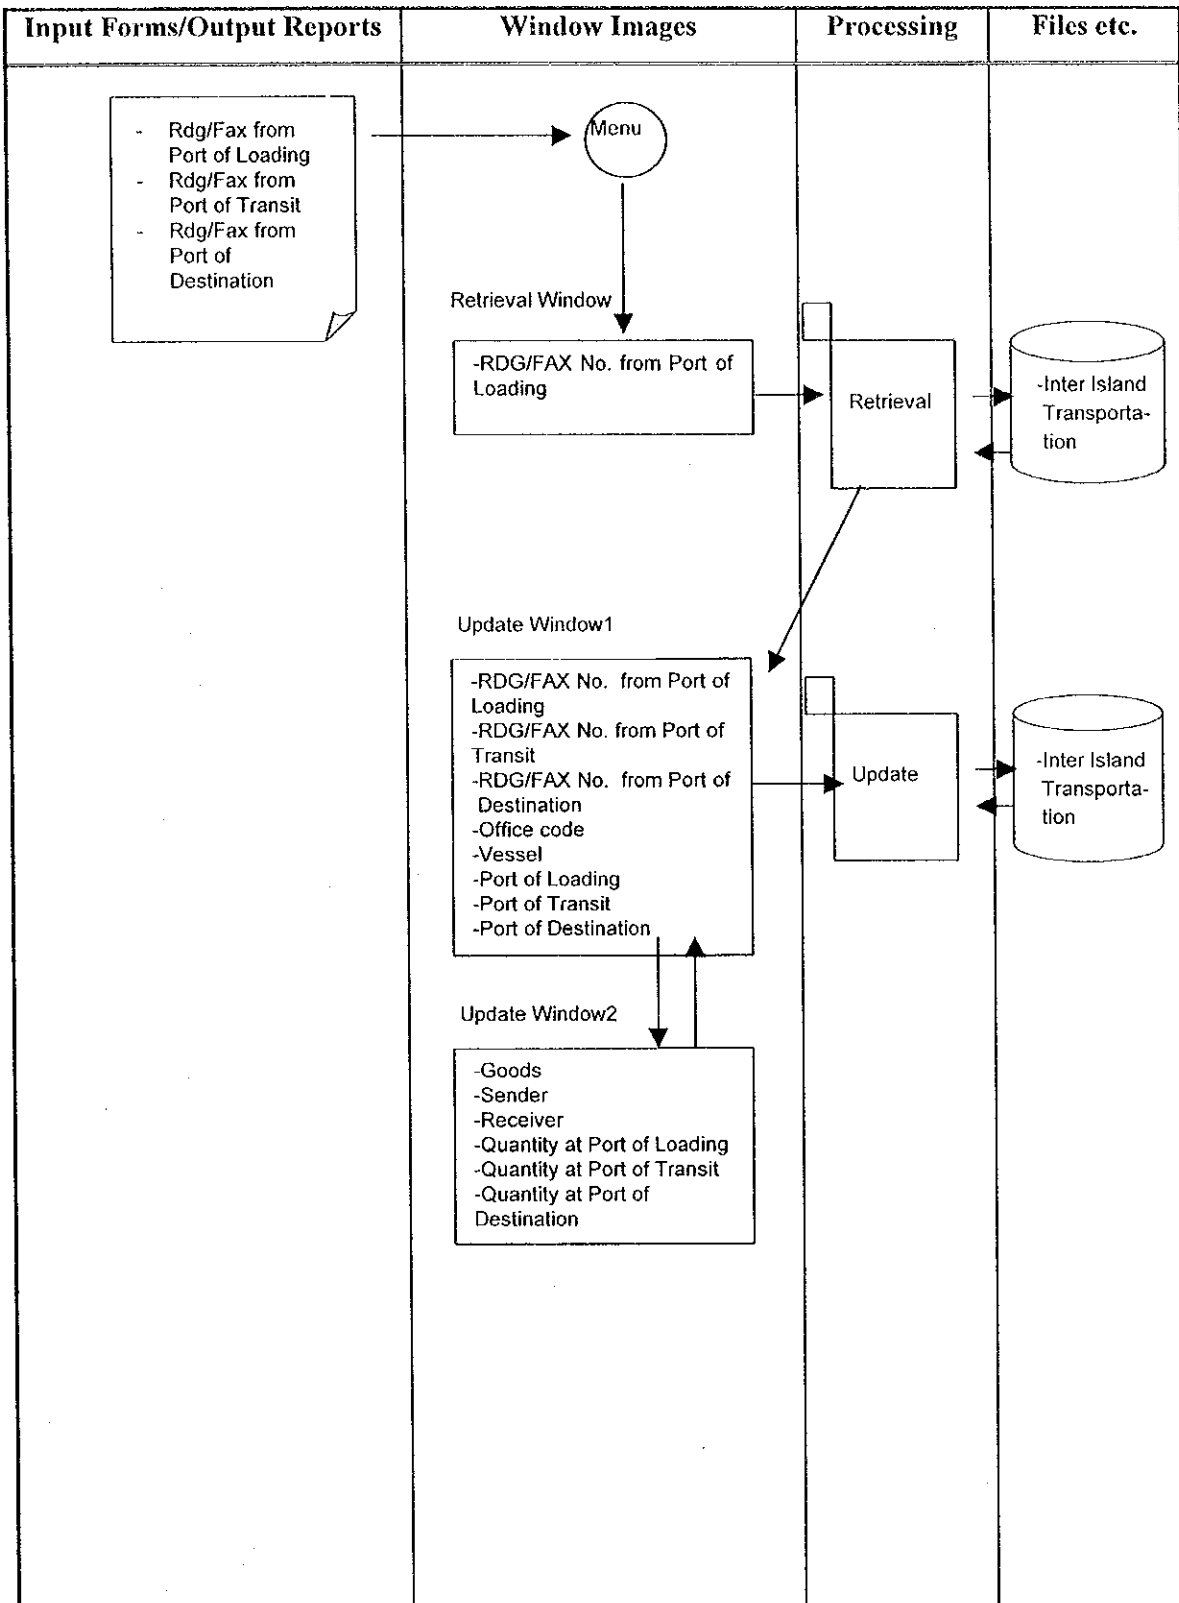 Input Forms/Output Reports
Window Images
Processing
Files etc.
- Rdg/Fax from
Port of Loading
- Rdg/Fax from
Port of Transit
- Rdg/Fax from
Port of
Destination
Menu
Retrieval Window
-RDG/FAX No. from Port of
Loading
Retrieval
-Inter Island
Transporta-
tion
Update Window1
-RDG/FAX No. from Port of
Loading
-RDG/FAX No. from Port of
Transit
-RDG/FAX No. from Port of
Destination
-Office code
-Vessel
-Port of Loading
-Port of Transit
-Port of Destination
Update
-Inter Island
Transporta-
tion
Update Window2
-Goods
-Sender
-Receiver
-Quantity at Port of Loading
-Quantity at Port of Transit
-Quantity at Port of
Destination